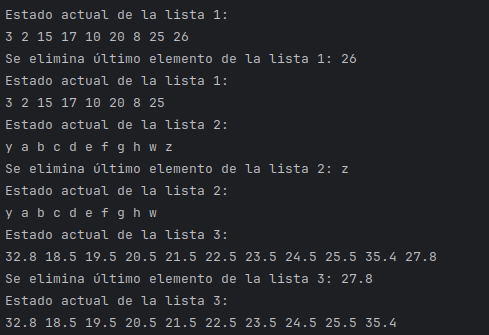 Estado actual de la lista 1:
3 2 15 17 10 20 8 25 26
Se elimina último elemento de la lista 1: 26
Estado actual de la lista 1:
3 2 15 17 10 20 8 25
Estado actual de la lista 2:
y a b c d e f g h w z
Se elimina último elemento de la lista 2: z
Estado actual de la lista 2:
y a b c d e f g h w
Estado actual de la lista 3:
32.8 18.5 19.5 20.5 21.5 22.5 23.5 24.5 25.5 35.4 27.8
Se elimina último elemento de la lista 3: 27.8
Estado actual de la lista 3:
32.8 18.5 19.5 20.5 21.5 22.5 23.5 24.5 25.5 35.4